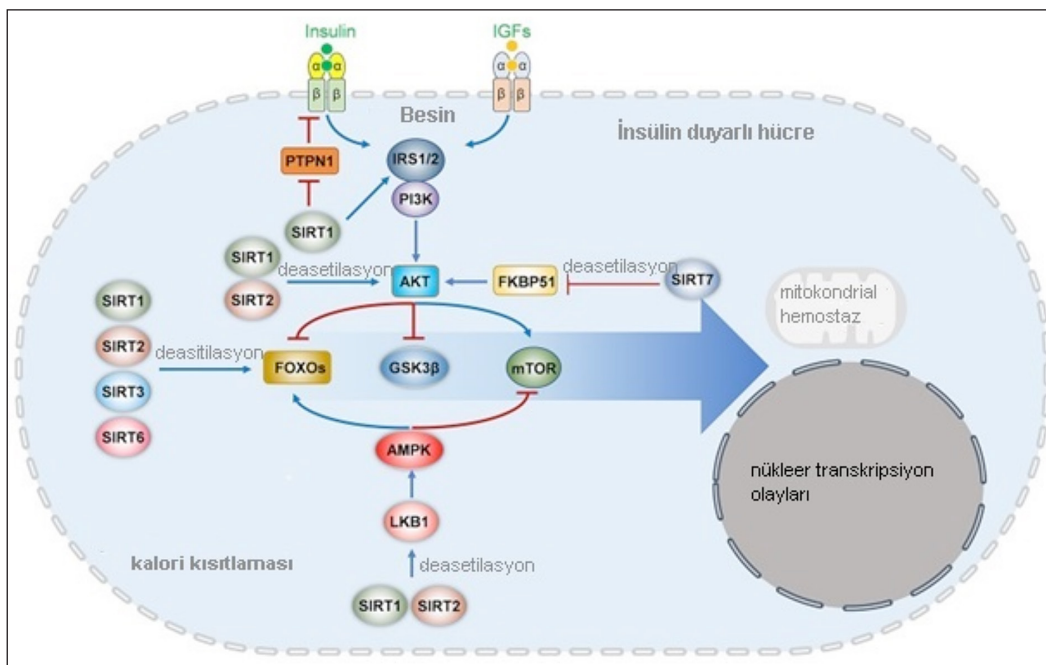 Insulin
IGFs
α α
α α
β β
β β
Besin
İnsülin duyarlı hücre
PTPN1
IRS1/2
PI3K
SIRT1
SIRT1
deasetilasyon
AKT
FKBP51
deasetilasyon
SIRT7
SIRT2
mitokondrial
hemostaz
SIRT1
SIRT2
deasitilasyon
FOXOs
GSK3β
mTOR
SIRT3
SIRT6
AMPK
nükleer transkripsiyon
olayları
LKB1
kalori kısıtlaması
deasetilasyon
SIRT1
SIRT2